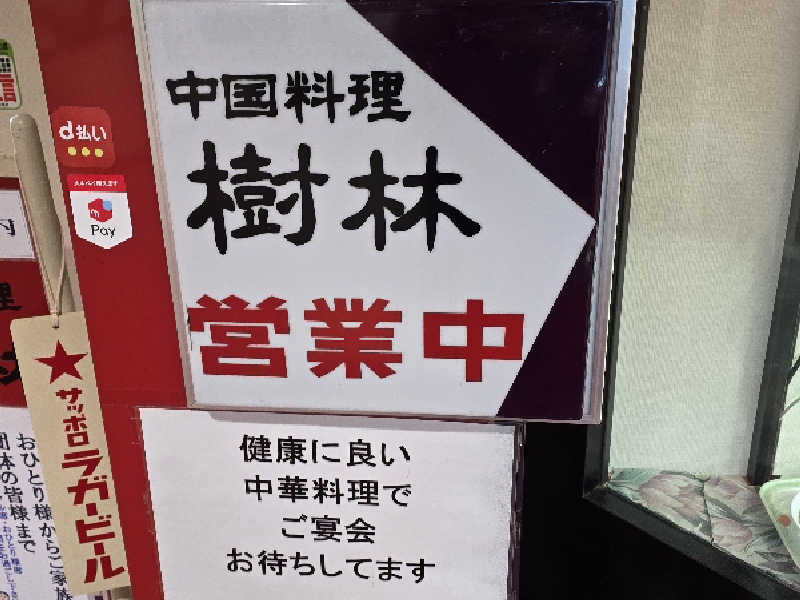 中国料理
樹林
営業中
健康に良い
中華料理で
ご宴会
お待ちしてます
d払い
Pay
★サッポロ
ラガービール
おひとり様からご家族
団体の皆様まで